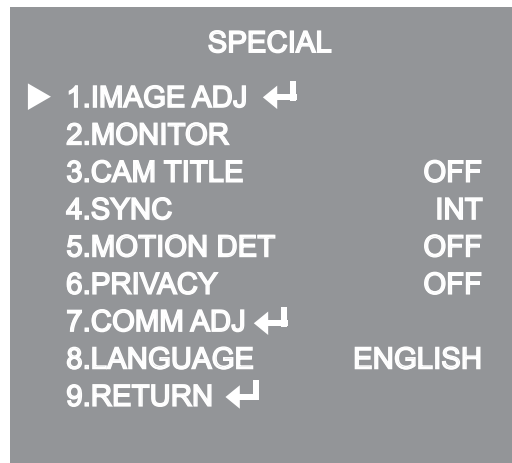 SPECIAL
▶ 1.IMAGE ADJ ↵
2.MONITOR
3.CAM TITLE OFF
4.SYNC INT
5.MOTION DET OFF
6.PRIVACY OFF
7.COMM ADJ ↵
8.LANGUAGE ENGLISH
9.RETURN ↵